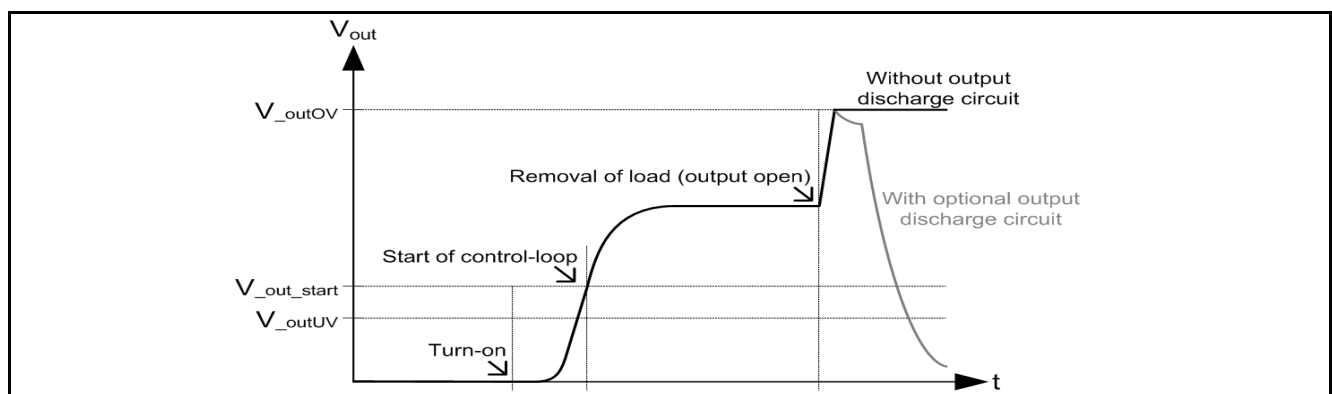 Vout
Without output
discharge circuit
V_outOV
Removal of load (output open)
With optional output
discharge circuit
Start of control-loop
V_out_start
V_outUV
Turn-on
t